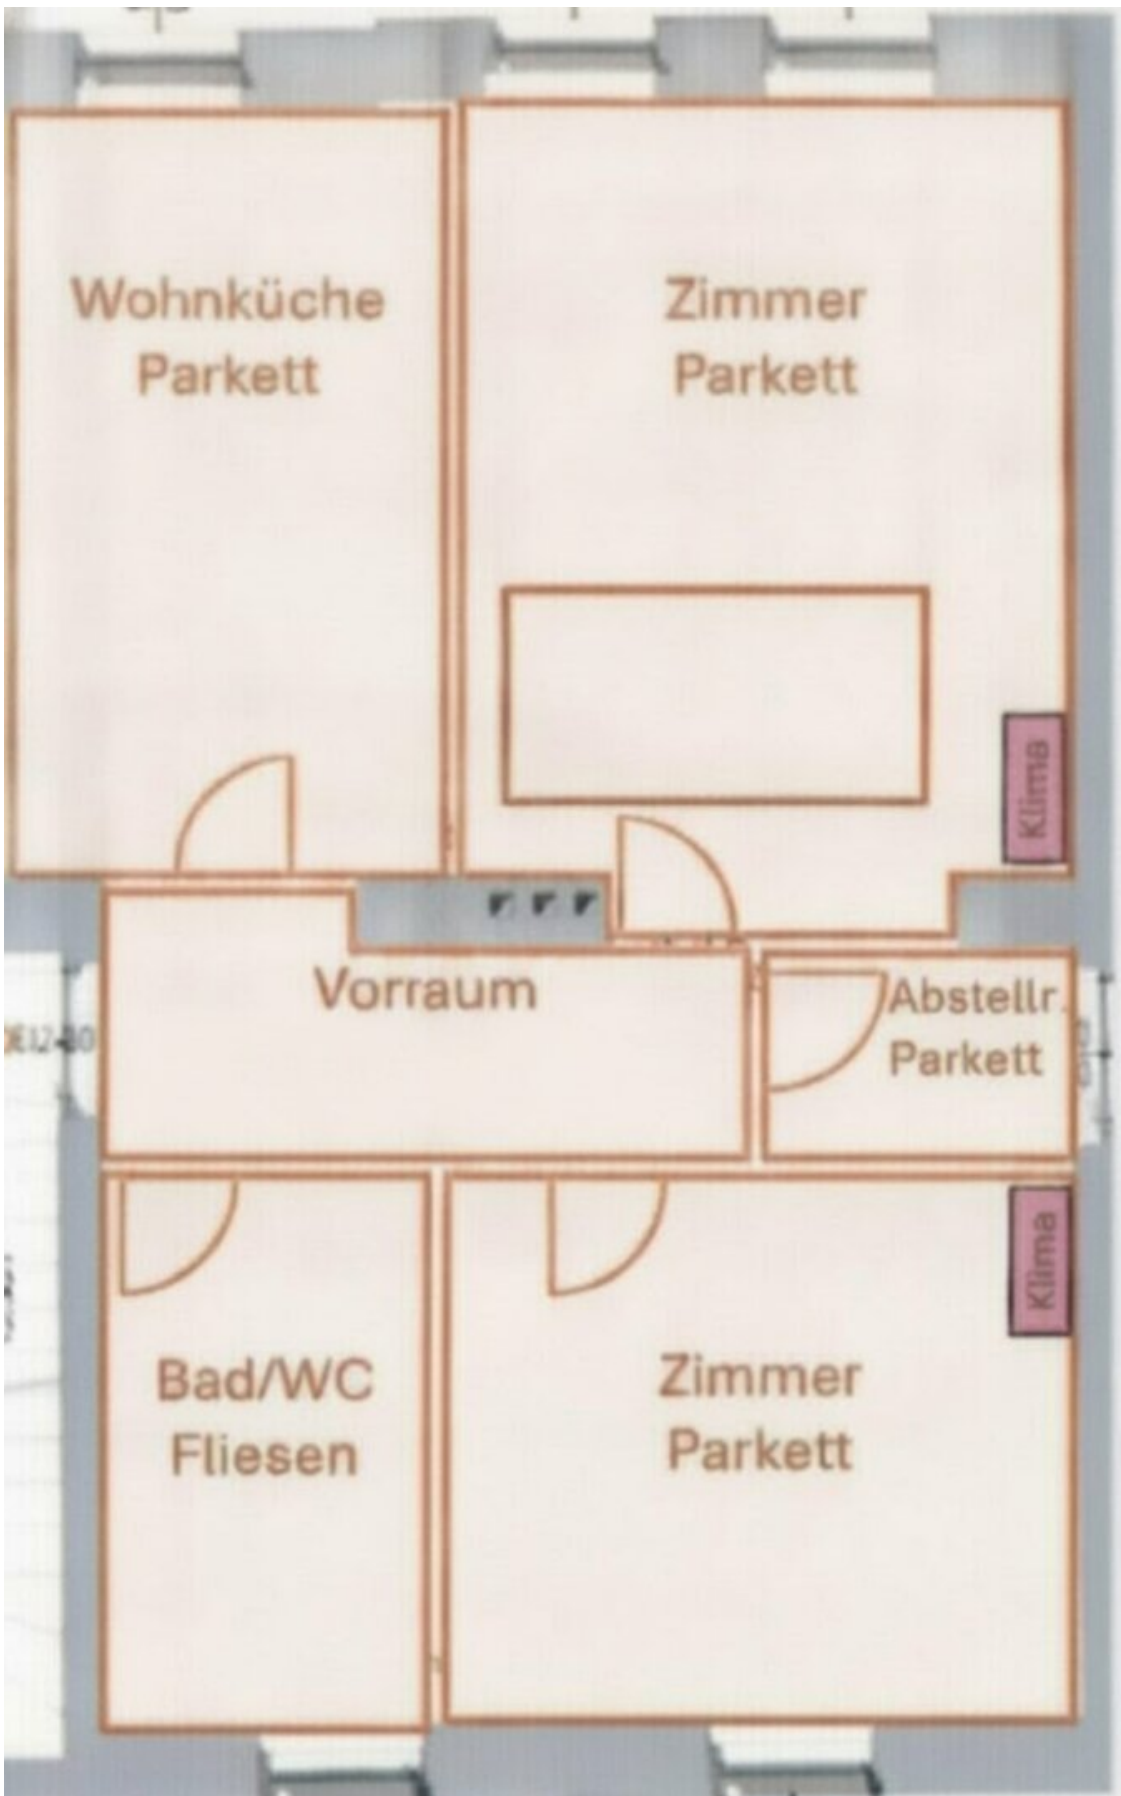 Wohnküche
Parkett
Zimmer
Parkett
Klima
Vorraum
Abstellr.
Parkett
Klima
Bad/WC
Fliesen
Zimmer
Parkett